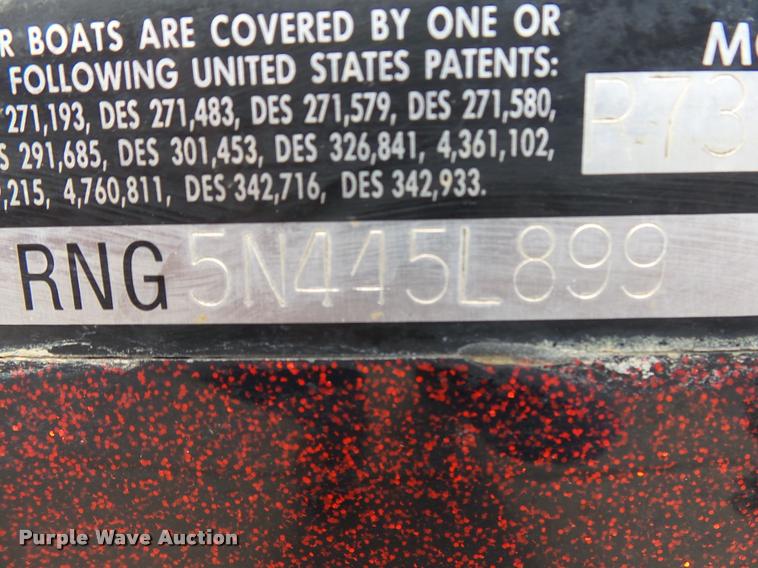 R BOATS ARE COVERED BY ONE OR
FOLLOWING UNITED STATES PATENTS:
271,193, DES 271,483, DES 271,579, DES 271,580,
S 291,685, DES 301,453, DES 326,841, 4,361,102,
,215, 4,760,811, DES 342,716, DES 342,933.
MO
P-73
RNG 5N445L899
Purple Wave Auction